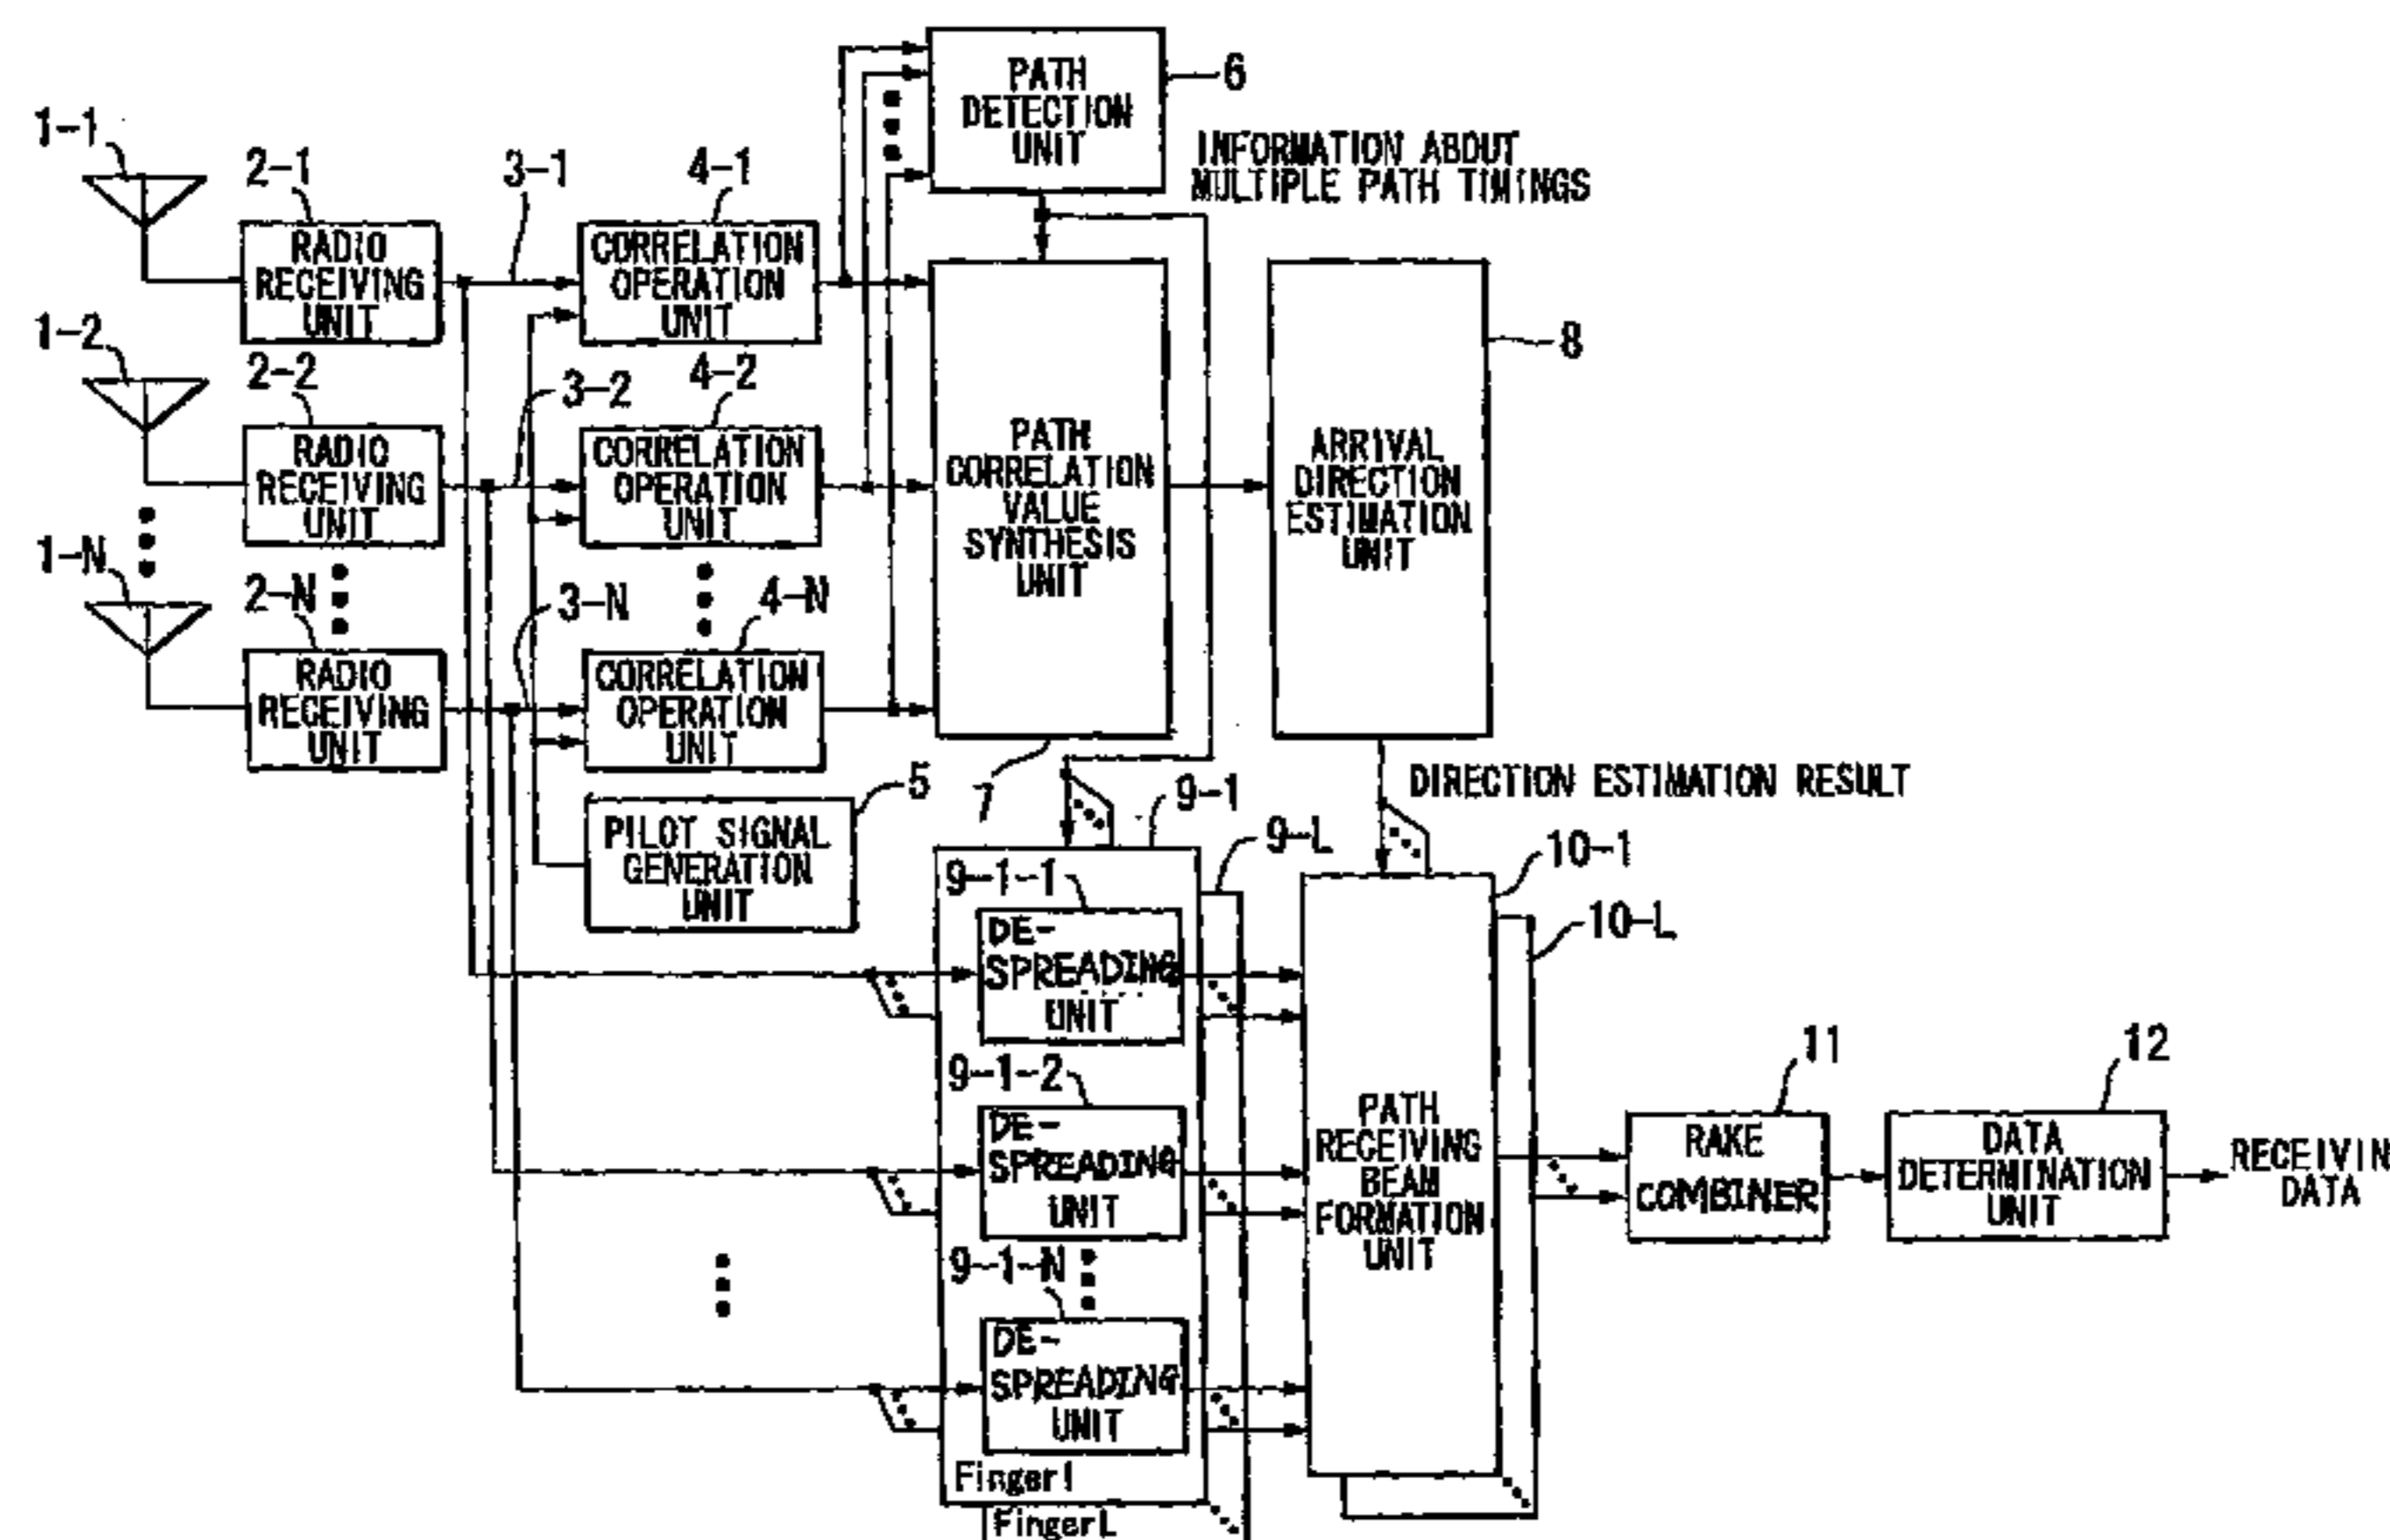 1-1
2-1
3-1
4-1
PATH
DETECTION
UNIT
6
INFORMATION ABOUT
MULTIPLE PATH TIMINGS
RADIO
RECEIVING
UNIT
CORRELATION
OPERATION
UNIT
1-2
2-2
3-2
4-2
RADIO
RECEIVING
UNIT
CORRELATION
OPERATION
UNIT
PATH
CORRELATION
VALUE
SYNTHESIS
UNIT
ARRIVAL
DIRECTION
ESTIMATION
UNIT
8
1-N
2-N
3-N
4-N
RADIO
RECEIVING
UNIT
CORRELATION
OPERATION
UNIT
5
7
DIRECTION ESTIMATION RESULT
PILOT SIGNAL
GENERATION
UNIT
9-1
9-L
10-1
10-L
9-1-1
DE-
SPREADING
UNIT
9-1-2
DE-
SPREADING
UNIT
9-1-N
DE-
SPREADING
UNIT
Finger1
FingerL
PATH
RECEIVING
BEAM
FORMATION
UNIT
11
RAKE
COMBINER
12
DATA
DETERMINATION
UNIT
RECEIVIN
DATA